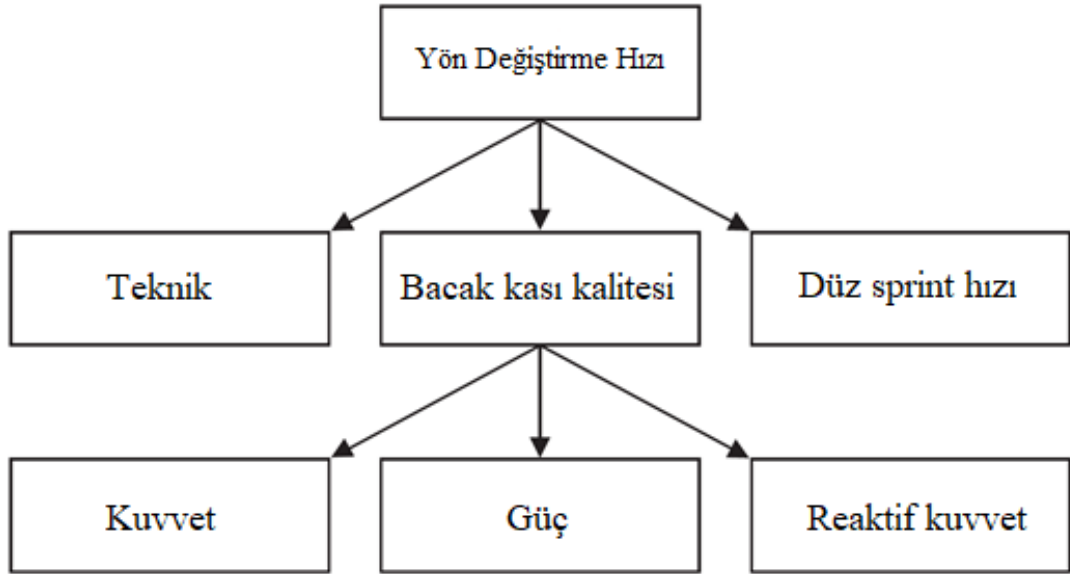 Yön Değiştirme Hızı
Teknik
Bacak kası kalitesi
Düz sprint hızı
Kuvvet
Güç
Reaktif kuvvet